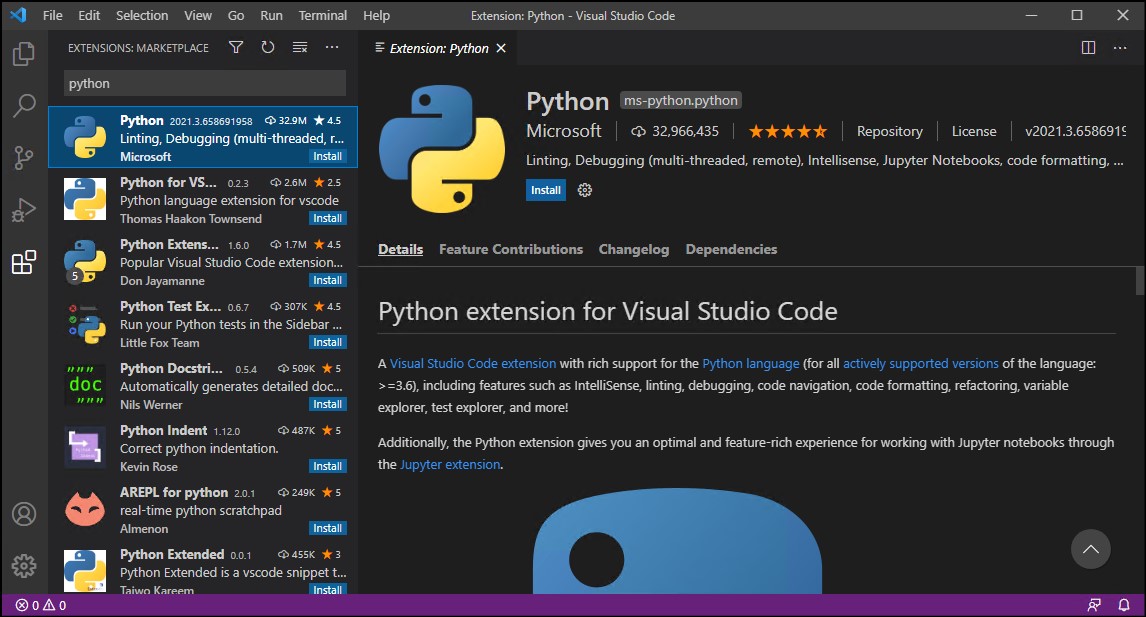 File Edit Selection View Go Run Terminal Help
Extension: Python - Visual Studio Code
EXTENSIONS: MARKETPLACE
python
Python 2021.3.658691958 32.9M 4.5
Linting, Debugging (multi-threaded, r...
Microsoft Install
Python for VS... 0.2.3 2.6M 2.5
Python language extension for vscode
Thomas Haakon Townsend Install
Python Extens... 1.6.0 1.7M 4.5
Popular Visual Studio Code extension...
5
Don Jayamanne Install
Python Test Ex... 0.6.7 307K 4.5
Run your Python tests in the Sidebar ...
Little Fox Team Install
Python Docstri... 0.5.4 509K 5
Automatically generates detailed doc...
"""
doc
"""
Nils Werner Install
Python Indent 1.12.0 487K 5
Correct python indentation.
Kevin Rose Install
AREPL for python 2.0.1 249K 5
real-time python scratchpad
Almenon Install
Python Extended 0.0.1 455K 3
Python Extended is a vscode snippet t...
Taiwo Kareem Install
Extension: Python
Python ms-python.python
Microsoft 32,966,435 Repository License v2021.3.658691
Linting, Debugging (multi-threaded, remote), Intellisense, Jupyter Notebooks, code formatting, ...
Install
Details Feature Contributions Changelog Dependencies
Python extension for Visual Studio Code
A Visual Studio Code extension with rich support for the Python language (for all actively supported versions of the language:
>=3.6), including features such as IntelliSense, linting, debugging, code navigation, code formatting, refactoring, variable
explorer, test explorer, and more!
Additionally, the Python extension gives you an optimal and feature-rich experience for working with Jupyter notebooks through
the Jupyter extension.
0 0